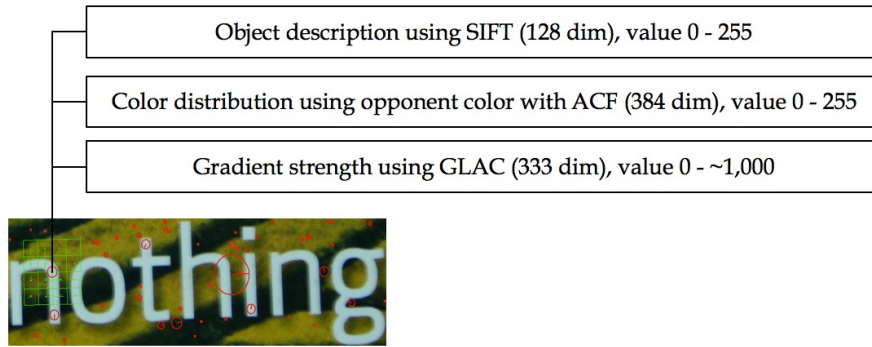 Object description using SIFT (128 dim), value 0 - 255
Color distribution using opponent color with ACF (384 dim), value 0 - 255
Gradient strength using GLAC (333 dim), value 0 - ~1,000
nothing